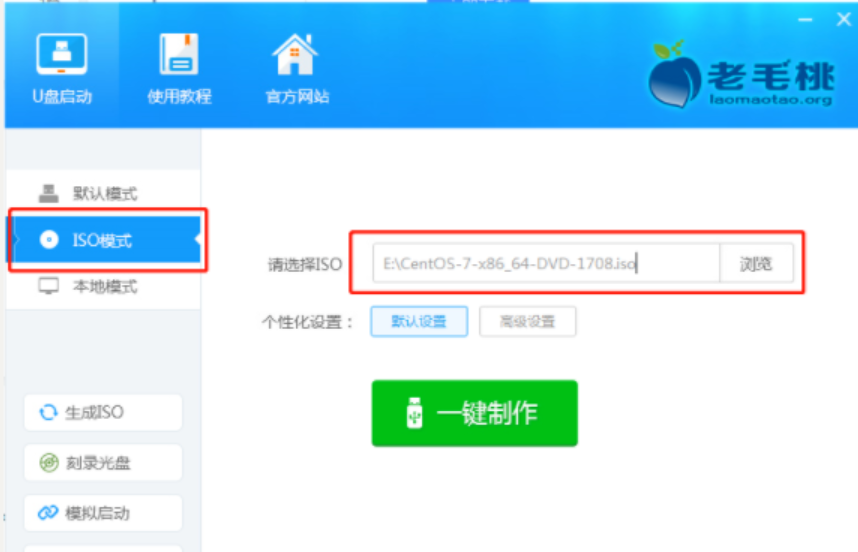 U盘启动
使用教程
官方网站
老毛桃
laomaotao.org
默认模式
ISO模式
本地模式
请选择ISO
E:\CentOS-7-x86_64-DVD-1708.iso
浏览
个性化设置：
默认设置
高级设置
一键制作
生成ISO
刻录光盘
模拟启动